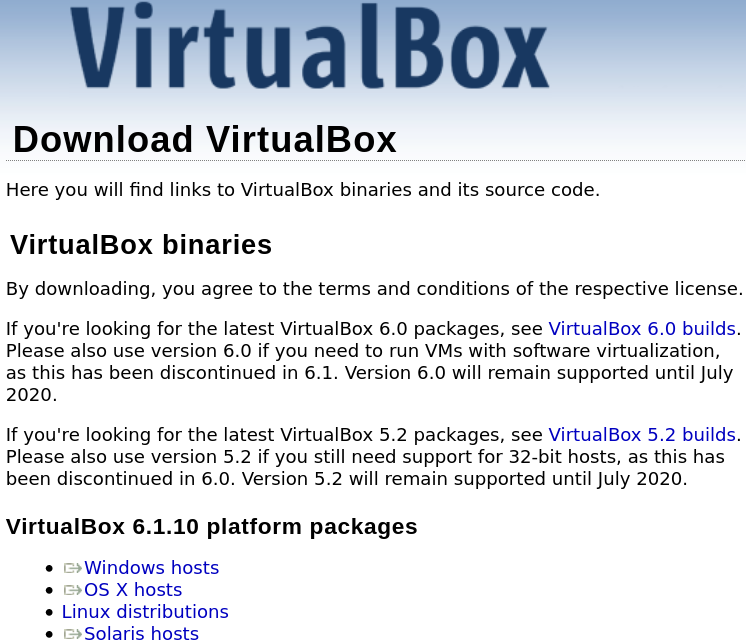 VirtualBox
Download VirtualBox
Here you will find links to VirtualBox binaries and its source code.
VirtualBox binaries
By downloading, you agree to the terms and conditions of the respective license.
If you're looking for the latest VirtualBox 6.0 packages, see VirtualBox 6.0 builds.
Please also use version 6.0 if you need to run VMs with software virtualization,
as this has been discontinued in 6.1. Version 6.0 will remain supported until July
2020.
If you're looking for the latest VirtualBox 5.2 packages, see VirtualBox 5.2 builds.
Please also use version 5.2 if you still need support for 32-bit hosts, as this has
been discontinued in 6.0. Version 5.2 will remain supported until July 2020.
VirtualBox 6.1.10 platform packages
• Windows hosts
• OS X hosts
• Linux distributions
• Solaris hosts